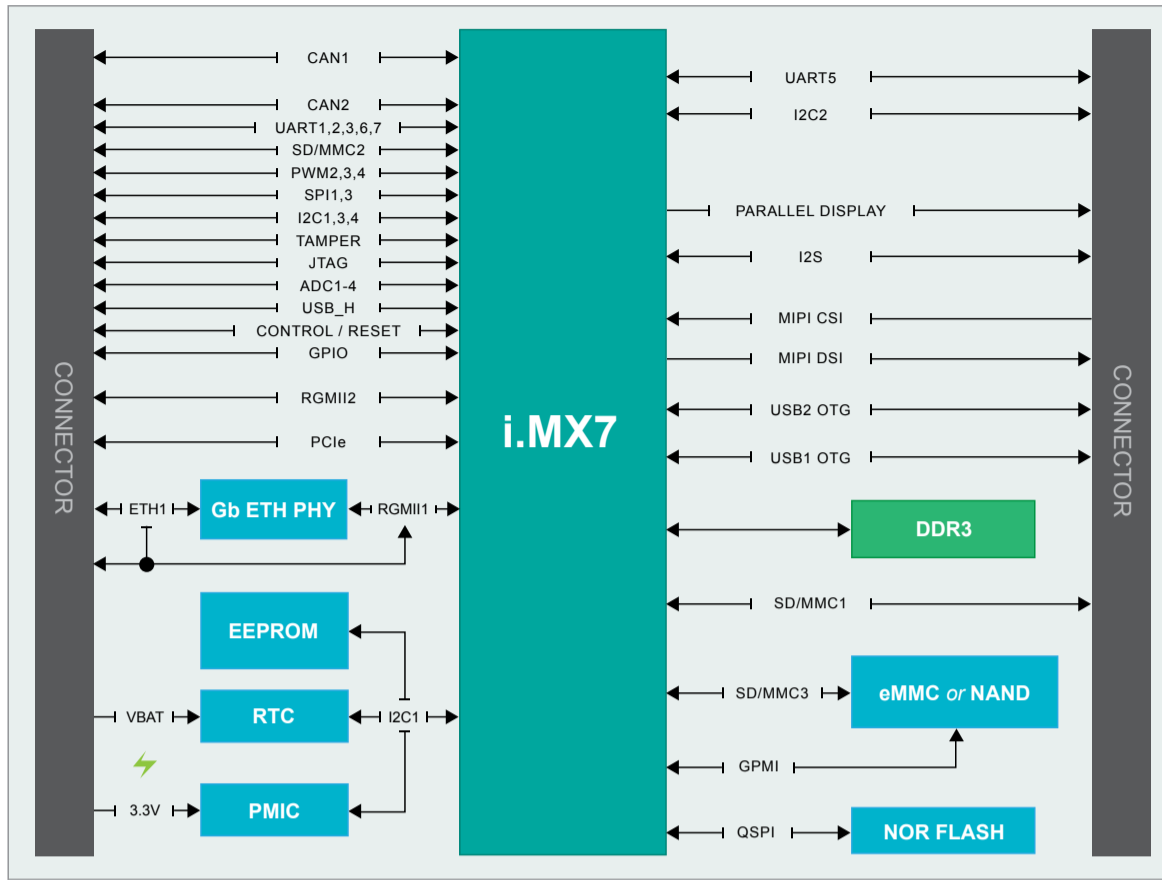 CONNECTOR
CAN1
CAN2
UART1,2,3,6,7
SD/MMC2
PWM2,3,4
SPI1,3
I2C1,3,4
TAMPER
JTAG
ADC1-4
USB_H
CONTROL / RESET
GPIO
RGMII2
PCIe
ETH1
Gb ETH PHY
RGMII1
EEPROM
VBAT
RTC
I2C1
3.3V
PMIC
i.MX7
UART5
I2C2
PARALLEL DISPLAY
I2S
MIPI CSI
MIPI DSI
USB2 OTG
USB1 OTG
DDR3
SD/MMC1
SD/MMC3
eMMC or NAND
GPMI
QSPI
NOR FLASH
CONNECTOR